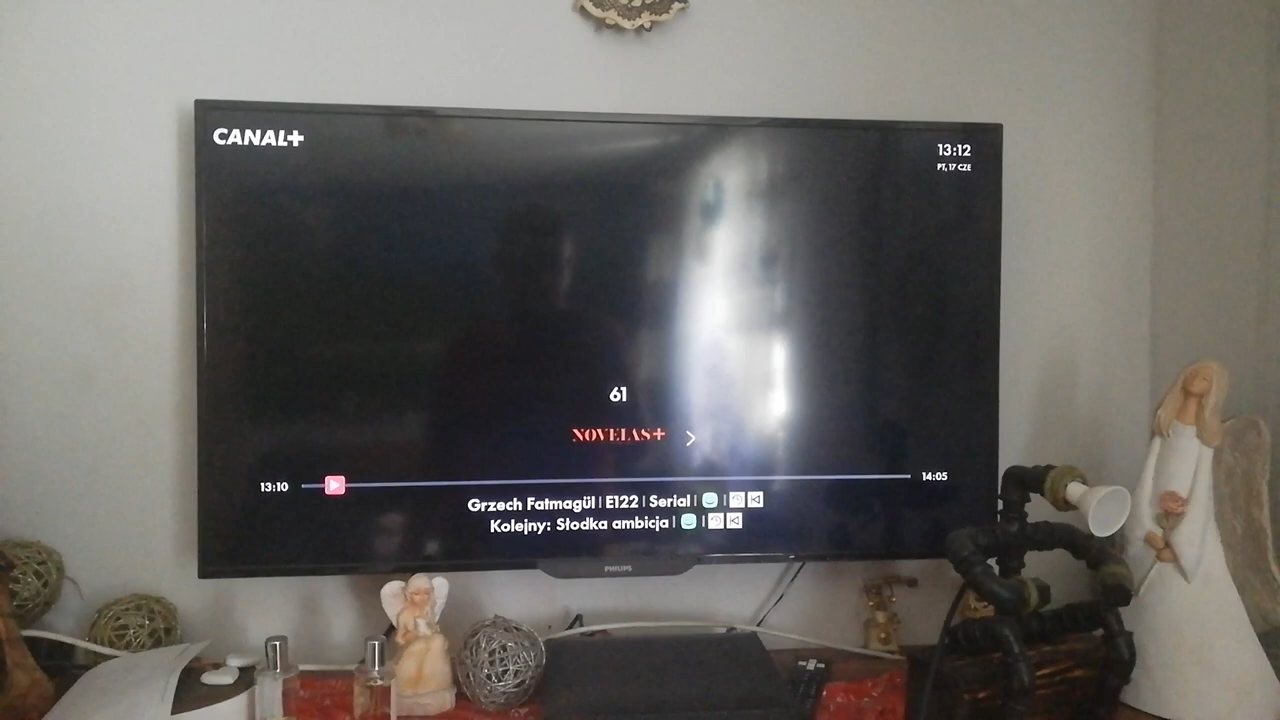 CANAL+
13:12
PT, 17 CZE
61
NOVELAS+
13:10
14:05
Grzech Fatmagül | E122 | Serial |
Kolejny: Słodka ambicja |
PHILIPS